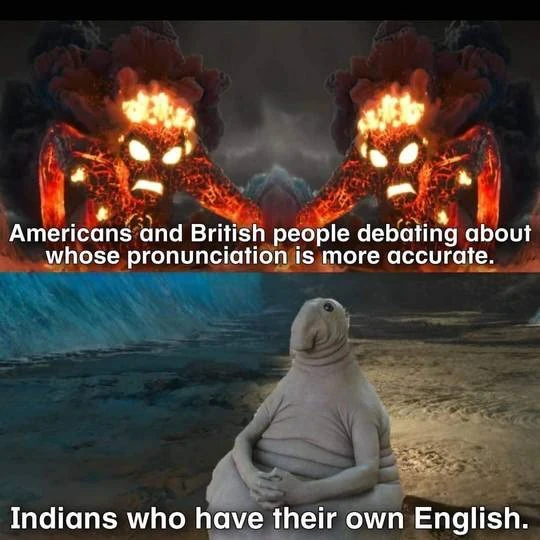 Americans and British people debating about
whose pronunciation is more accurate.
Indians who have their own English.